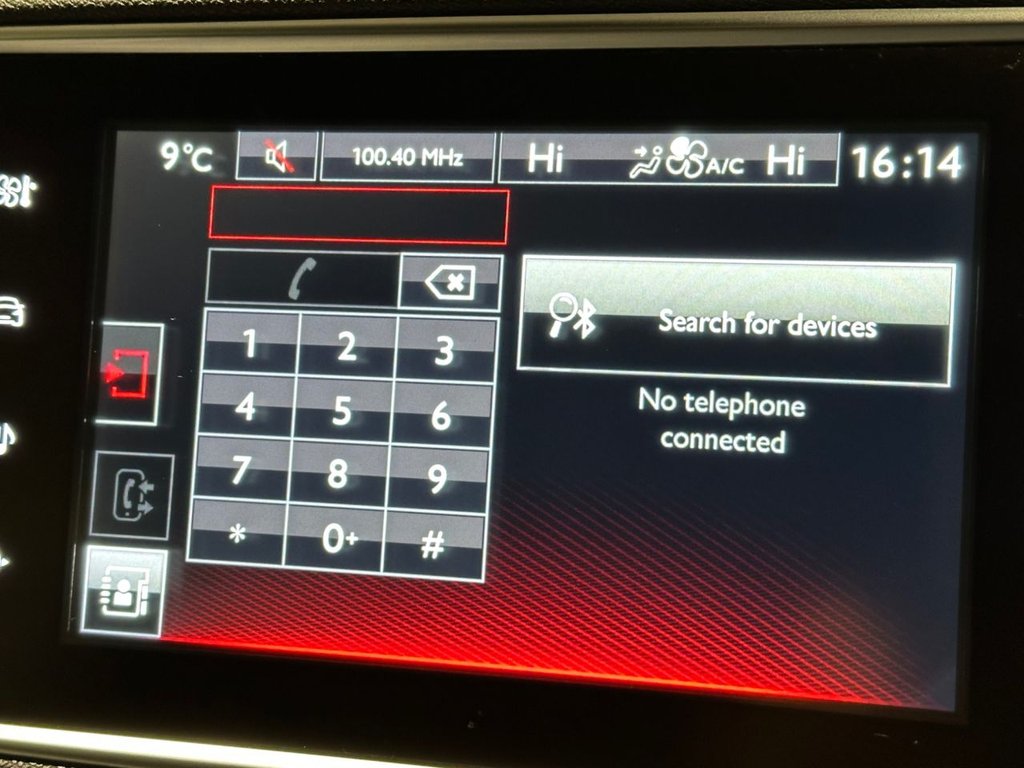 9°C
100.40 MHz
Hi
A/C
Hi
16:14
Search for devices
No telephone
connected
1 2 3
4 5 6
7 8 9
* 0+ #